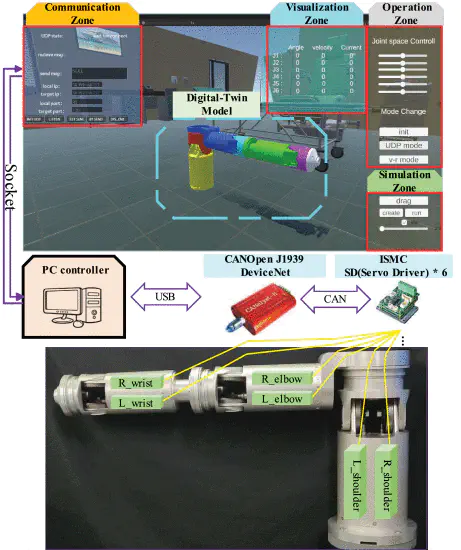 Communication
Zone
Visualization
Zone
Operation
Zone
UDP state:
send msg:
local ip:
target ip:
local port:
target port:
Angle velocity Current
J1 : 0 0 0
J2 : 0 0 0
J3 : 0 0 0
J4 : 0 0 0
J5 : 0 0 0
J6 : 0 0 0
Joint space Controll
Mode Change
init
UDP mode
v-r mode
Digital-Twin
Model
Simulation
Zone
drag
create run
Socket
PC controller
USB
CANOpen J1939
DeviceNet
CAN
ISMC
SD(Servo Driver) * 6
...
R_wrist
L_wrist
R_elbow
L_elbow
L_shoulder
R_shoulder